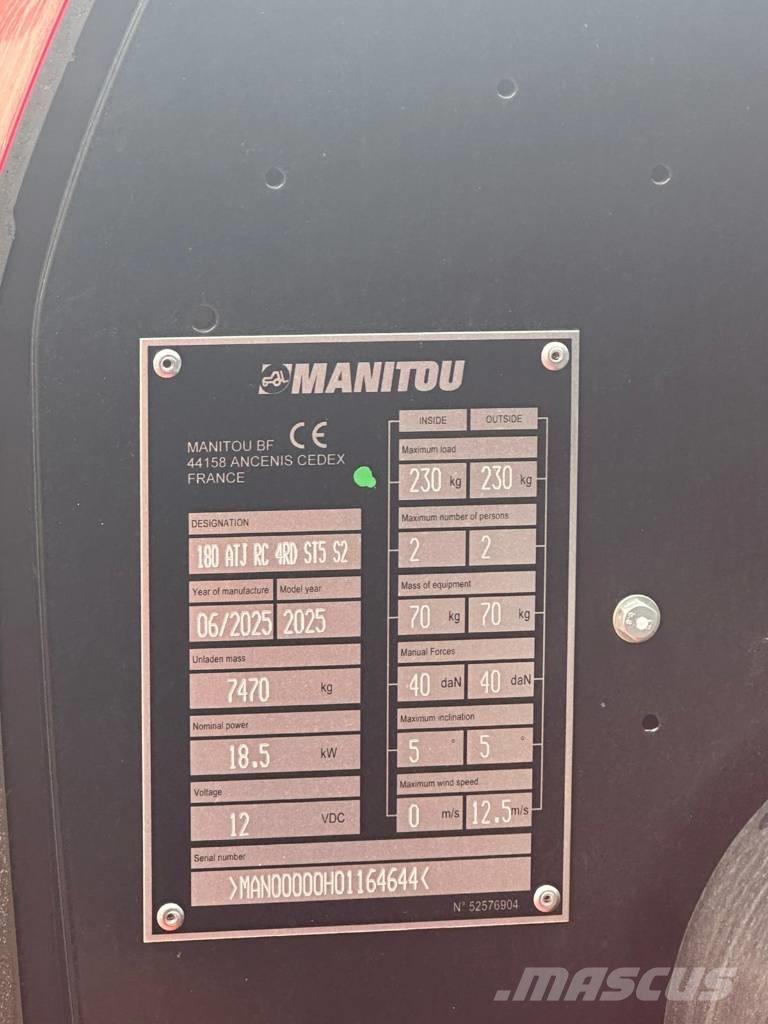 MANITOU
MANITOU BF CE
44158 ANCENIS CEDEX
FRANCE
DESIGNATION
180 ATJ RC 4RD ST5 S2
Year of manufacture Model year
06/2025 2025
Unladen mass
7470 kg
Nominal power
18.5 kW
Voltage
12 VDC
INSIDE OUTSIDE
Maximum load
230 kg 230 kg
Maximum number of persons
2 2
Mass of equipment
70 kg 70 kg
Manual Forces
40 daN 40 daN
Maximum inclination
5 ° 5 °
Maximum wind speed
0 m/s 12.5 m/s
Serial number
>MAN00000H01164644<
N° 52576904
MASCUS